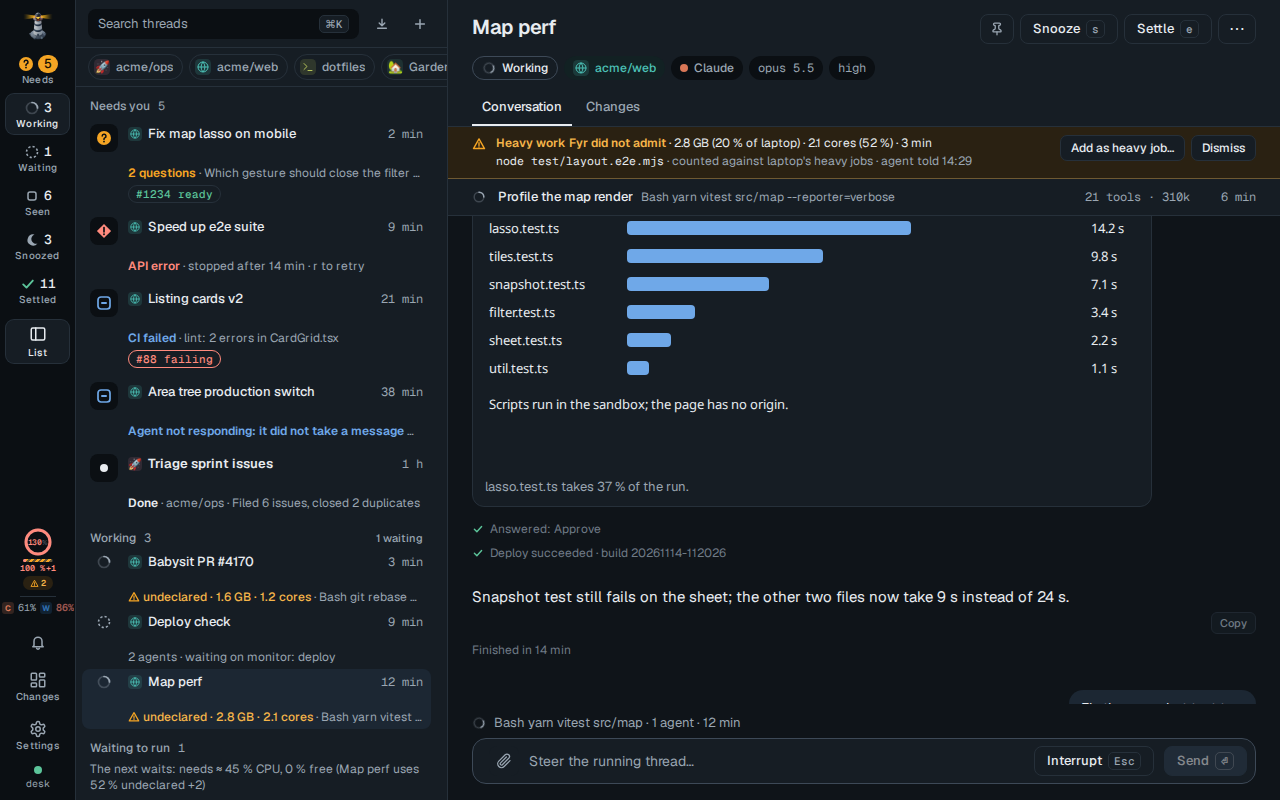 Search threads ⌘K
5
Needs
3
Working
1
Waiting
6
Seen
3
Snoozed
11
Settled
List
130
100 %+1
2
C 61% W 86%
Changes
Settings
desk
acme/ops acme/web dotfiles Garden
Needs you 5
Fix map lasso on mobile 2 min
2 questions · Which gesture should close the filter …
#1234 ready
Speed up e2e suite 9 min
API error · stopped after 14 min · r to retry
Listing cards v2 21 min
CI failed · lint: 2 errors in CardGrid.tsx
#88 failing
Area tree production switch 38 min
Agent not responding: it did not take a message …
Triage sprint issues 1 h
Done · acme/ops · Filed 6 issues, closed 2 duplicates
Working 3 1 waiting
Babysit PR #4170 3 min
undeclared · 1.6 GB · 1.2 cores · Bash git rebase …
Deploy check 9 min
2 agents · waiting on monitor: deploy
Map perf 12 min
undeclared · 2.8 GB · 2.1 cores · Bash yarn vitest …
Waiting to run 1
The next waits: needs ≈ 45 % CPU, 0 % free (Map perf uses
52 % undeclared +2)
Map perf
Snooze s Settle e ···
Working acme/web Claude opus 5.5 high
Conversation Changes
Heavy work Fyr did not admit · 2.8 GB (20 % of laptop) · 2.1 cores (52 %) · 3 min
node test/layout.e2e.mjs · counted against laptop's heavy jobs · agent told 14:29
Add as heavy job… Dismiss
Profile the map render Bash yarn vitest src/map --reporter=verbose 21 tools · 310k 6 min
lasso.test.ts 14.2 s
tiles.test.ts 9.8 s
snapshot.test.ts 7.1 s
filter.test.ts 3.4 s
sheet.test.ts 2.2 s
util.test.ts 1.1 s
Scripts run in the sandbox; the page has no origin.
lasso.test.ts takes 37 % of the run.
Answered: Approve
Deploy succeeded · build 20261114-112026
Snapshot test still fails on the sheet; the other two files now take 9 s instead of 24 s.
Copy
Finished in 14 min
Bash yarn vitest src/map · 1 agent · 12 min
Steer the running thread…
Interrupt Esc Send